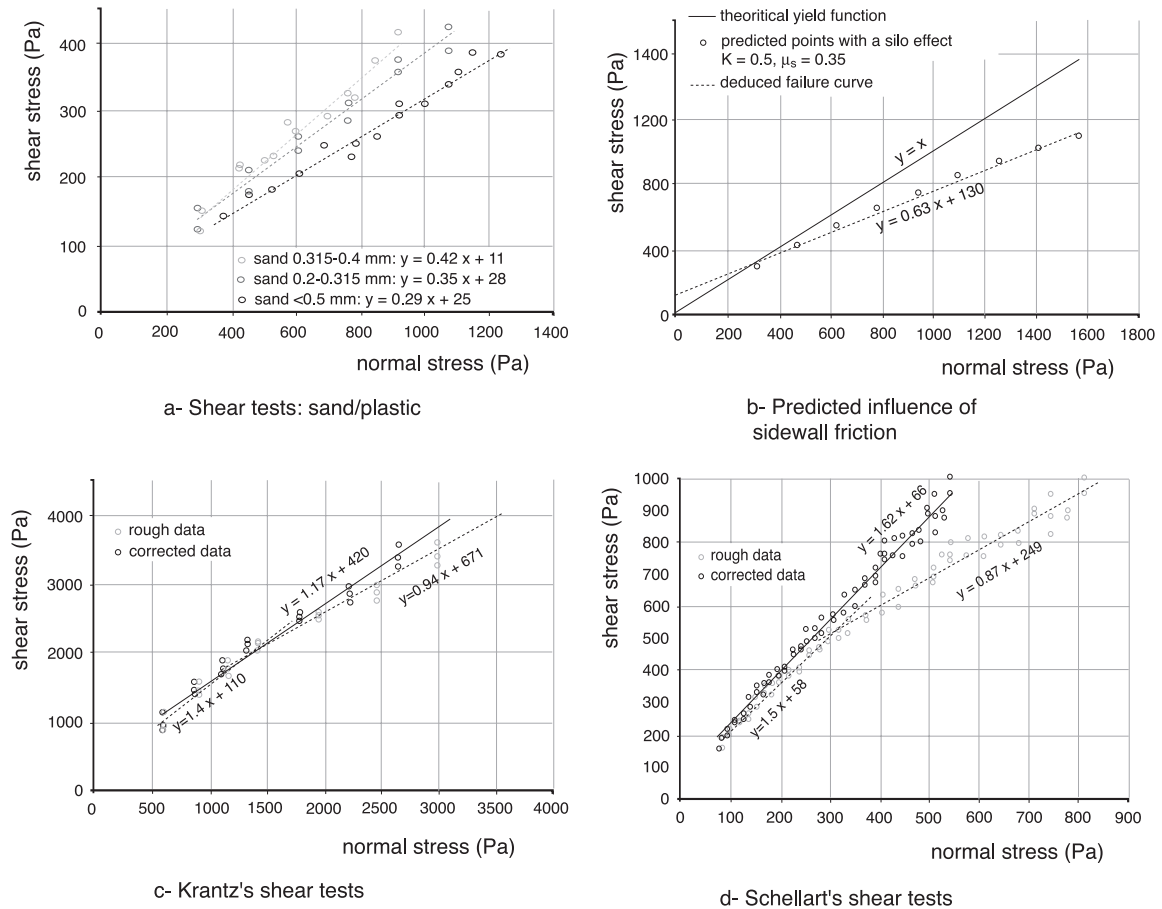 shear stress (Pa)
400
300
200
100
0
sand 0.315-0.4 mm: y = 0.42 x + 11
sand 0.2-0.315 mm: y = 0.35 x + 28
sand <0.5 mm: y = 0.29 x + 25
0 200 400 600 800 1000 1200 1400
normal stress (Pa)
a- Shear tests: sand/plastic
theoritical yield function
predicted points with a silo effect
K = 0.5, μs = 0.35
deduced failure curve
shear stress (Pa)
1600
1400
1200
800
400
0
y = x
y = 0.63 x + 130
0 200 400 600 800 1000 1200 1400 1600 1800
normal stress (Pa)
b- Predicted influence of
sidewall friction
shear stress (Pa)
4000
3000
2000
1000
0
rough data
corrected data
y = 1.17 x + 420
y=0.94 x + 671
y=1.4 x + 110
0 500 1000 1500 2000 2500 3000 3500 4000
normal stress (Pa)
c- Krantz's shear tests
shear stress (Pa)
1000
900
800
700
600
500
400
300
200
100
0
rough data
corrected data
y = 1.62 x + 66
y = 0.87 x + 249
y=1.5 x + 58
0 100 200 300 400 500 600 700 800 900
normal stress (Pa)
d- Schellart's shear tests